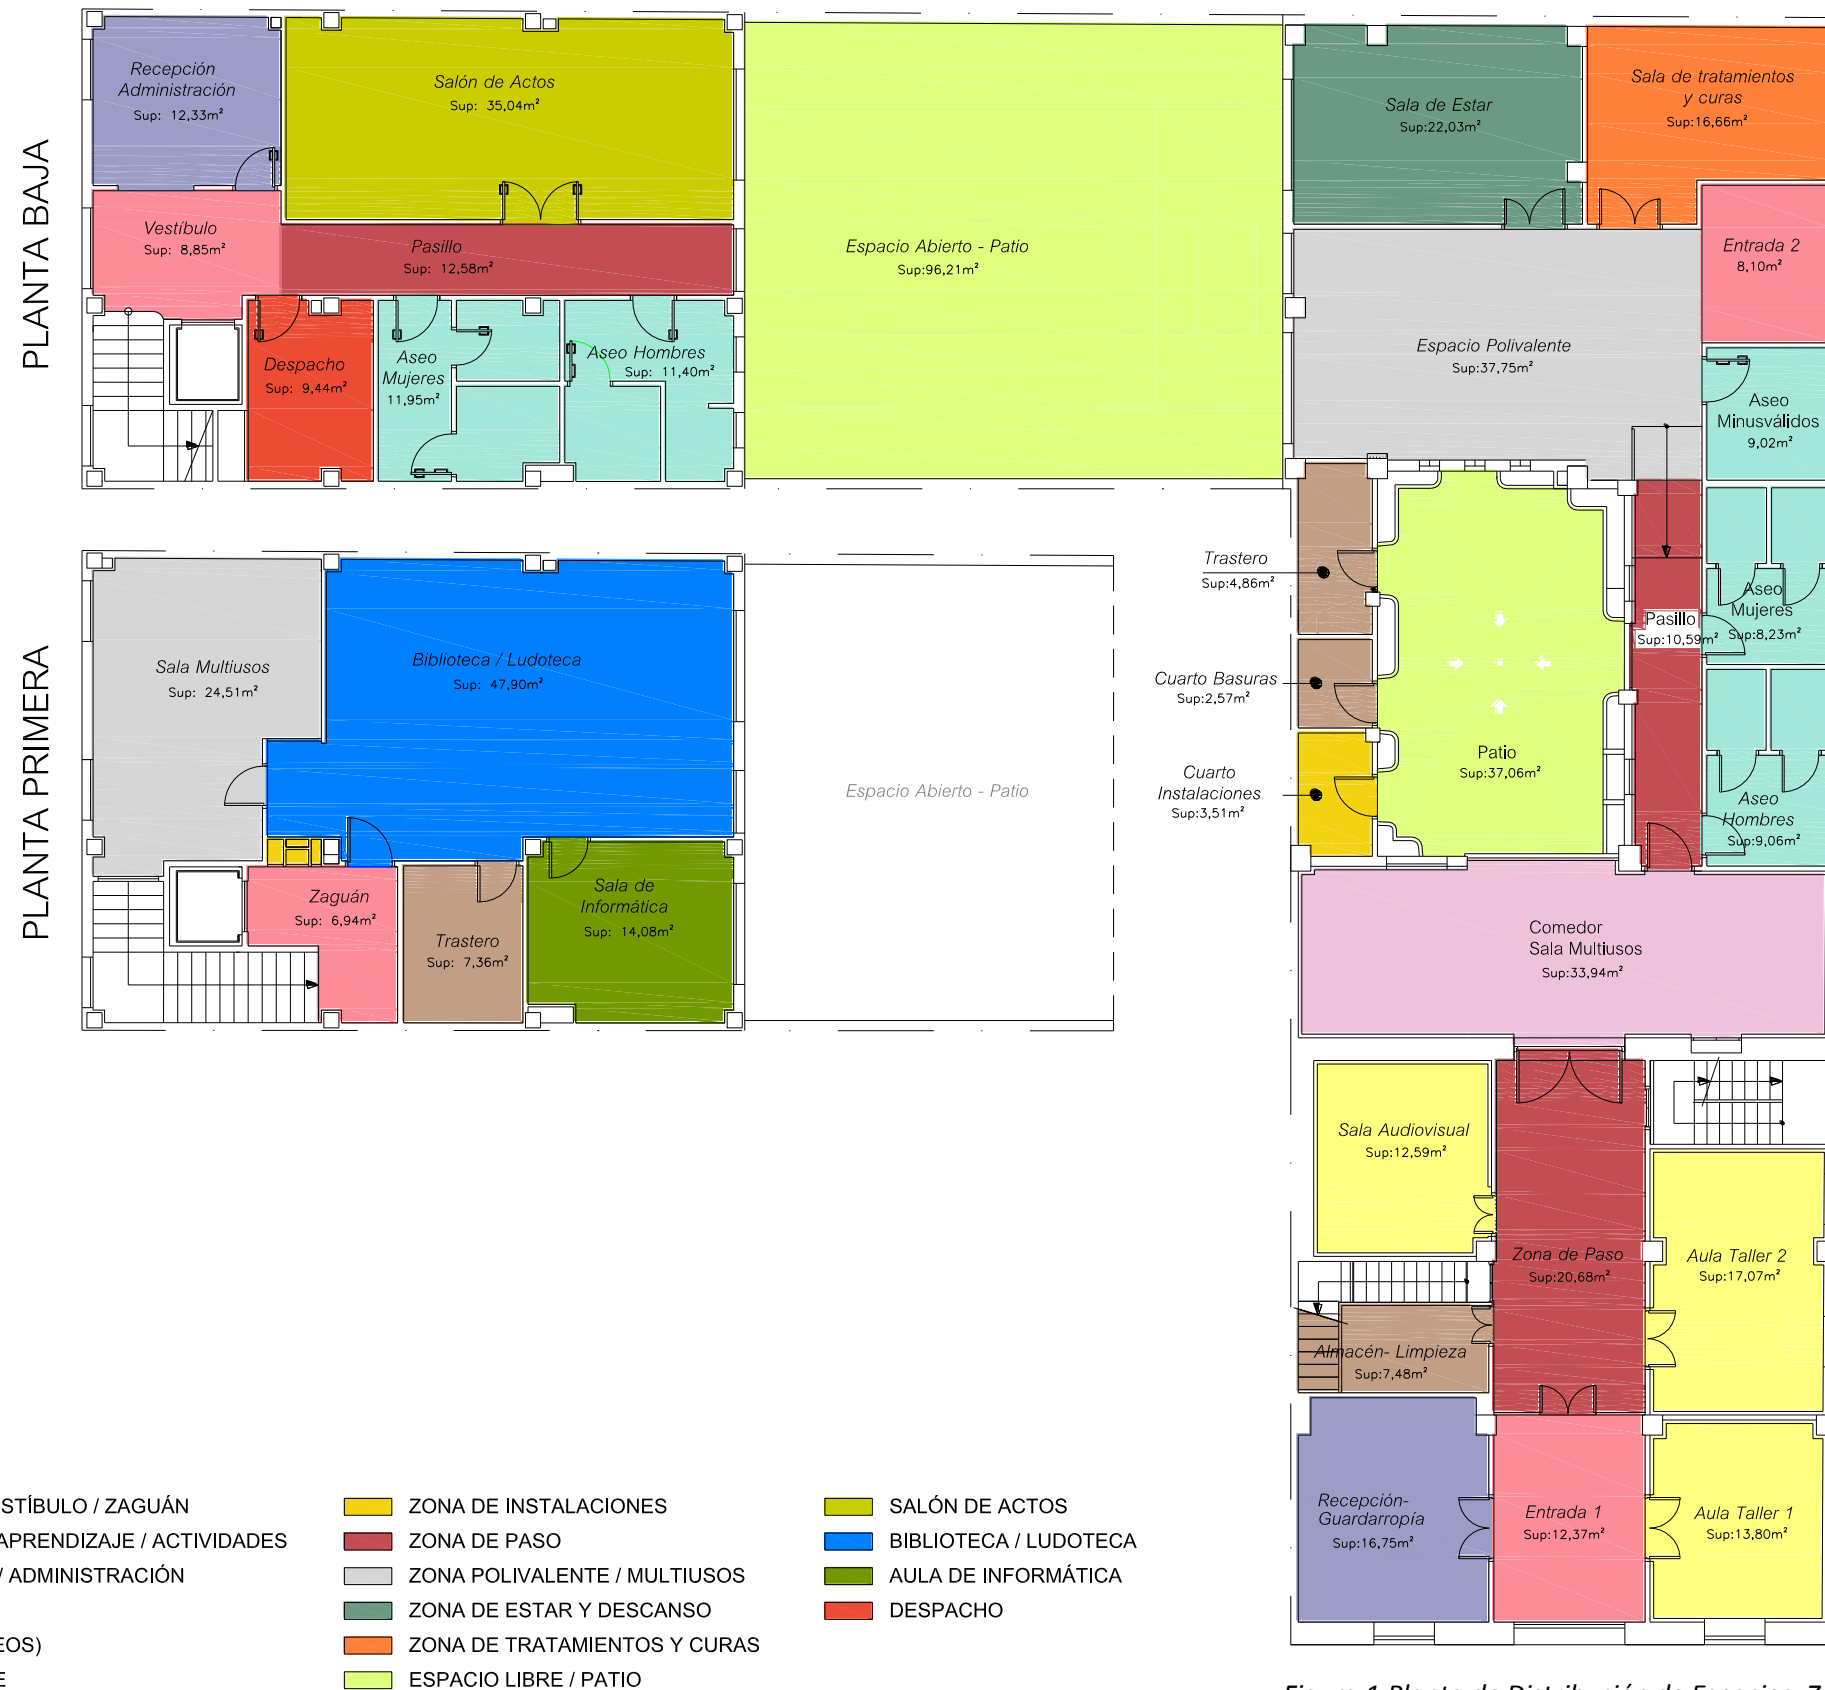 PLANTA BAJA
Recepción
Administración
Sup: 12,33m²
Salón de Actos
Sup: 35,04m²
Vestíbulo
Sup: 8,85m²
Pasillo
Sup: 12,58m²
Despacho
Sup: 9,44m²
Aseo
Mujeres
11,95m²
Aseo Hombres
Sup: 11,40m²
Espacio Abierto - Patio
Sup:96,21m²
Sala de Estar
Sup:22,03m²
Sala de tratamientos
y curas
Sup:16,66m²
Entrada 2
8,10m²
Espacio Polivalente
Sup:37,75m²
Aseo
Minusválidos
9,02m²
Trastero
Sup:4,86m²
Aseo
Mujeres
Sup:8,23m²
Pasillo
Sup:10,59m²
Cuarto Basuras
Sup:2,57m²
Patio
Sup:37,06m²
Cuarto
Instalaciones
Sup:3,51m²
Aseo
Hombres
Sup:9,06m²
Comedor
Sala Multiusos
Sup:33,94m²
Sala Audiovisual
Sup:12,59m²
Zona de Paso
Sup:20,68m²
Aula Taller 2
Sup:17,07m²
Almacén- Limpieza
Sup:7,48m²
Recepción-
Guardarropía
Sup:16,75m²
Entrada 1
Sup:12,37m²
Aula Taller 1
Sup:13,80m²
PLANTA PRIMERA
Sala Multiusos
Sup: 24,51m²
Biblioteca / Ludoteca
Sup: 47,90m²
Espacio Abierto - Patio
Zaguán
Sup: 6,94m²
Trastero
Sup: 7,36m²
Sala de
Informática
Sup: 14,08m²
STÍBULO / ZAGUÁN
APRENDIZAJE / ACTIVIDADES
/ ADMINISTRACIÓN
EOS)
E
ZONA DE INSTALACIONES
ZONA DE PASO
ZONA POLIVALENTE / MULTIUSOS
ZONA DE ESTAR Y DESCANSO
ZONA DE TRATAMIENTOS Y CURAS
ESPACIO LIBRE / PATIO
SALÓN DE ACTOS
BIBLIOTECA / LUDOTECA
AULA DE INFORMÁTICA
DESPACHO